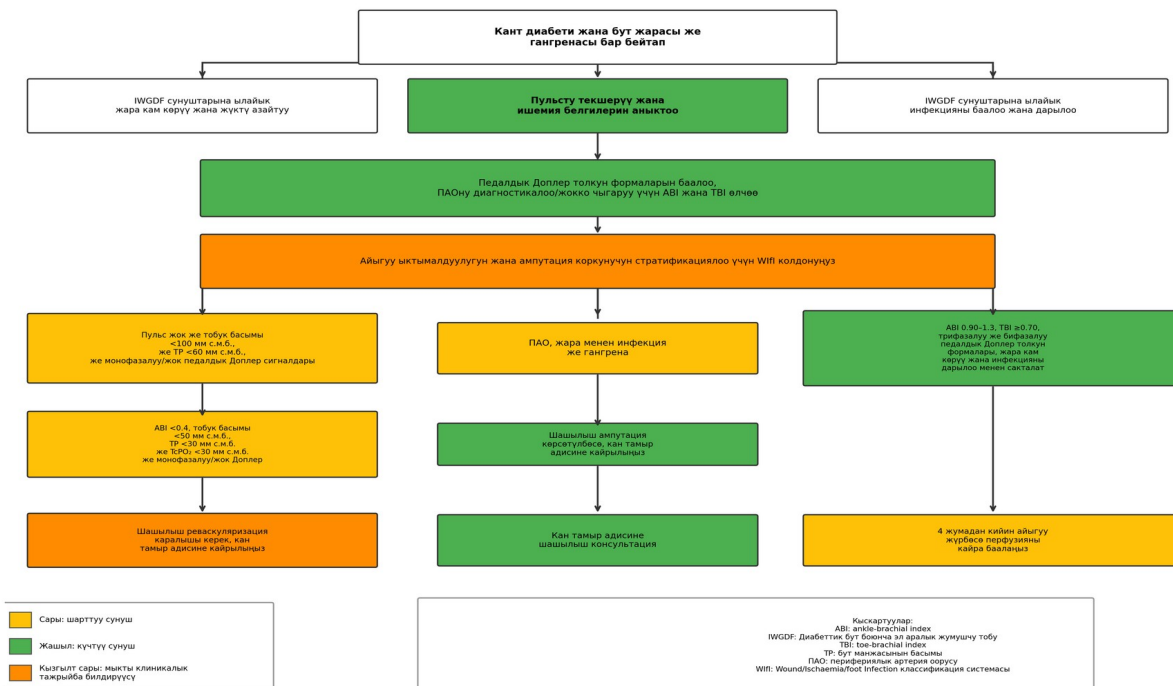 Кант диабети жана бут жарасы же
гангренасы бар бейтап
IWGDF сунуштарына ылайык
жара кам көрүү жана жүктү азайтуу
Пульсту текшерүү жана
ишемия белгилерин аныктоо
IWGDF сунуштарына ылайык
инфекцияны баалоо жана дарылоо
Педалдык Доплер толкун формаларын баалоо,
ПАОну диагностикалоо/жокко чыгаруу үчүн ABI жана TBI өлчөө
Айыгуу ыктымалдуулугун жана ампутация коркунучун стратификациялоо үчүн WIfI колдонуңуз
Пульс жок же тобук басымы
<100 мм с.м.б.,
же TP <60 мм с.м.б.,
же монофазалуу/жок педалдык Доплер сигналдары
ПАО, жара менен инфекция
же гангрена
ABI 0.90–1.3, TBI ≥0.70,
трифазалуу же бифазалуу
педалдык Доплер толкун
формалары, жара кам
көрүү жана инфекцияны
дарылоо менен сакталат
ABI <0.4, тобук басымы
<50 мм с.м.б.,
TP <30 мм с.м.б.
же TcPO₂ <30 мм с.м.б.
же монофазалуу/жок Доплер
Шашылыш ампутация
көрсөтүлбөсө, кан тамыр
адисине кайрылыңыз
Шашылыш реваскуляризация
каралышы керек, кан
тамыр адисине кайрылыңыз
Кан тамыр адисине
шашылыш консультация
4 жумадан кийин айыгуу
жүрбөсө перфузияны
кайра баалаңыз
Сары: шарттуу сунуш
Жашыл: күчтүү сунуш
Кызгылт сары: мыкты клиникалык
тажрыйба билдирүүсү
Кыскартуулар:
ABI: ankle-brachial index
IWGDF: Диабеттик бут боюнча эл аралык жумушчу тобу
TBI: toe-brachial index
TP: бут манжасынын басымы
ПАО: перифериялык артерия оорусу
WIfI: Wound/Ischaemia/foot Infection классификация системасы